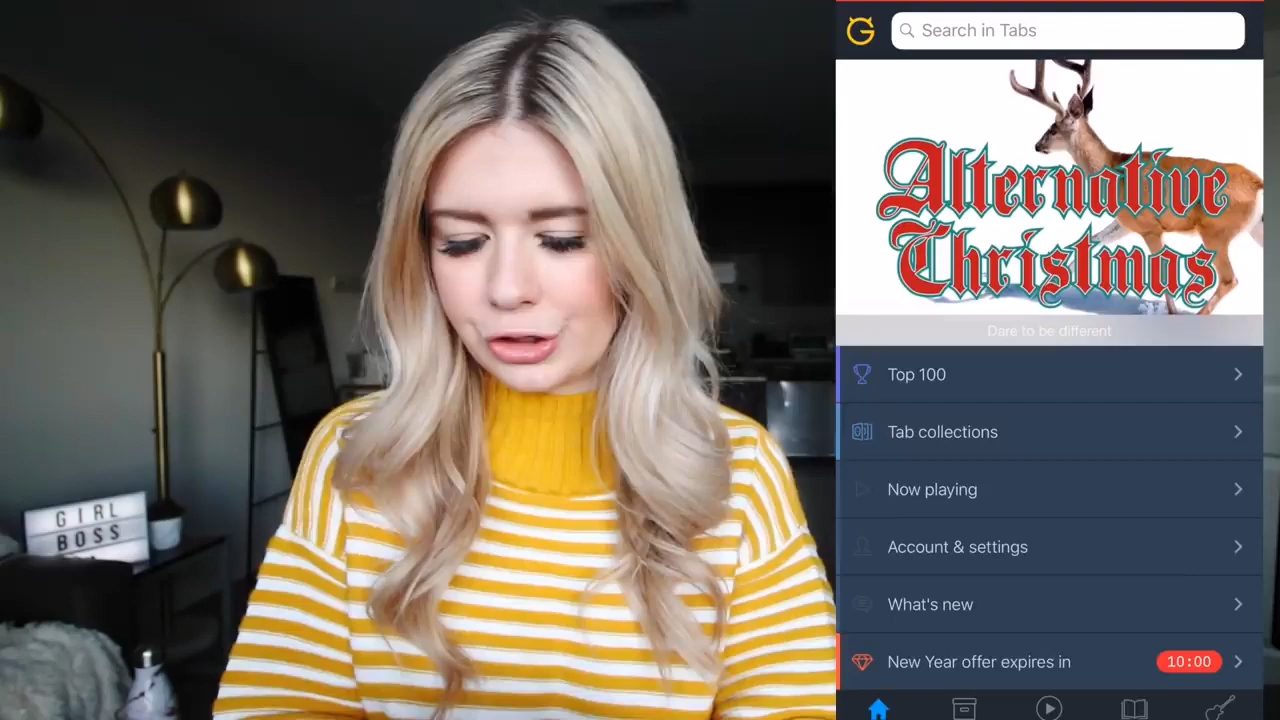 GIRL
BOSS
Search in Tabs
Alternative
Christmas
Dare to be different
Top 100
Tab collections
Now playing
Account & settings
What's new
New Year offer expires in 10:00